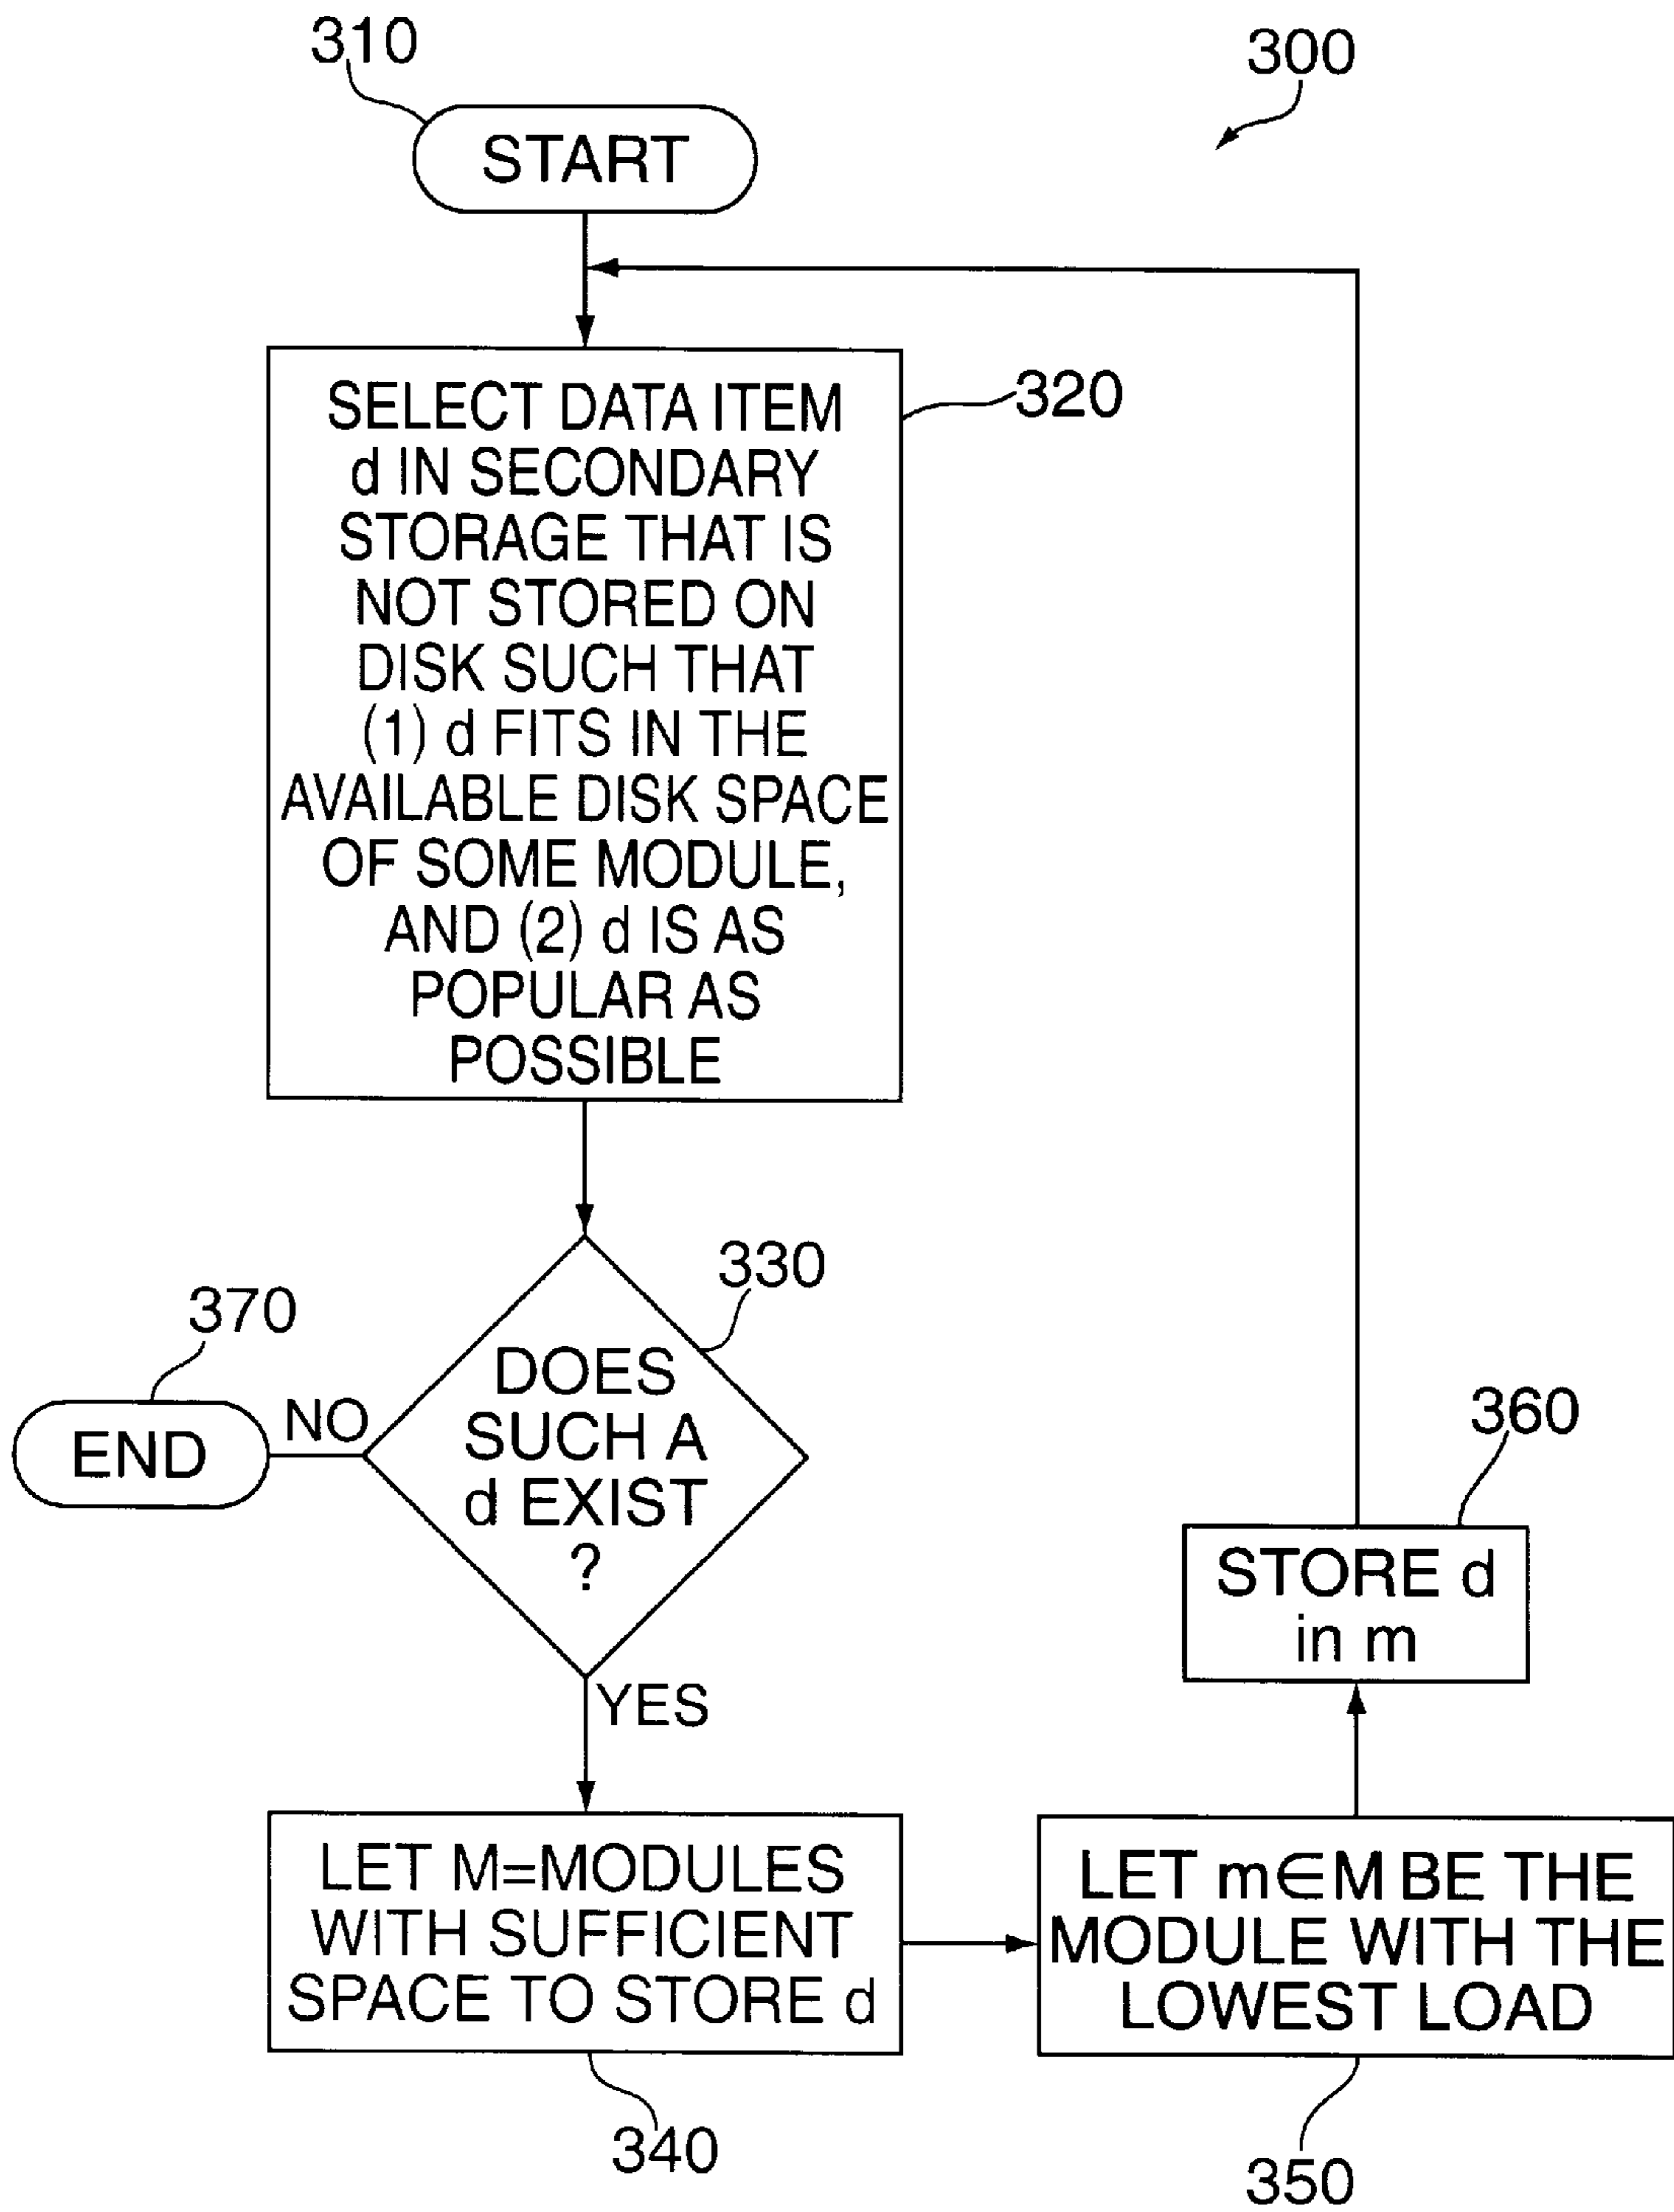 310
300
START
SELECT DATA ITEM
d IN SECONDARY
STORAGE THAT IS
NOT STORED ON
DISK SUCH THAT
(1) d FITS IN THE
AVAILABLE DISK SPACE
OF SOME MODULE,
AND (2) d IS AS
POPULAR AS
POSSIBLE
320
330
370
DOES
SUCH A
d EXIST
?
NO
END
YES
360
STORE d
in m
LET M=MODULES
WITH SUFFICIENT
SPACE TO STORE d
LET m∈M BE THE
MODULE WITH THE
LOWEST LOAD
340
350